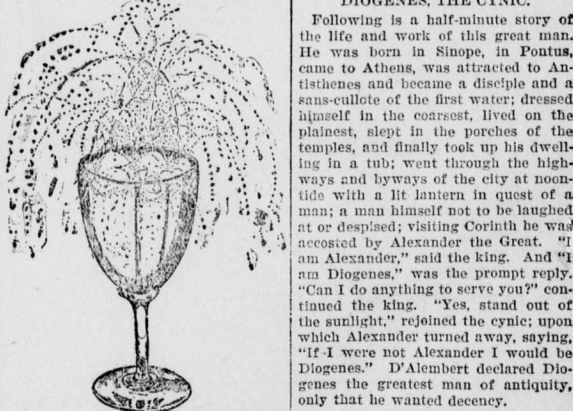 DIOGENES, THE CYNIC.
Following is a half-minute story of
the life and work of this great man.
He was born in Sinope, in Pontus,
came to Athens, was attracted to An-
tisthenes and became a disciple and a
sans-cullote of the first water; dressed
himself in the coarsest, lived on the
plainest, slept in the porches of the
temples, and finally took up his dwell-
ing in a tub; went through the high-
ways and byways of the city at noon-
tide with a lit lantern in quest of a
man; a man himself not to be laughed
at or despised; visiting Corinth he was
accosted by Alexander the Great. "I
am Alexander," said the king. And "I
am Diogenes," was the prompt reply.
"Can I do anything to serve you?" con-
tinued the king. "Yes, stand out of
the sunlight," rejoined the cynic; upon
which Alexander turned away, saying,
"If I were not Alexander I would be
Diogenes." D'Alembert declared Dio-
genes the greatest man of antiquity,
only that he wanted decency.